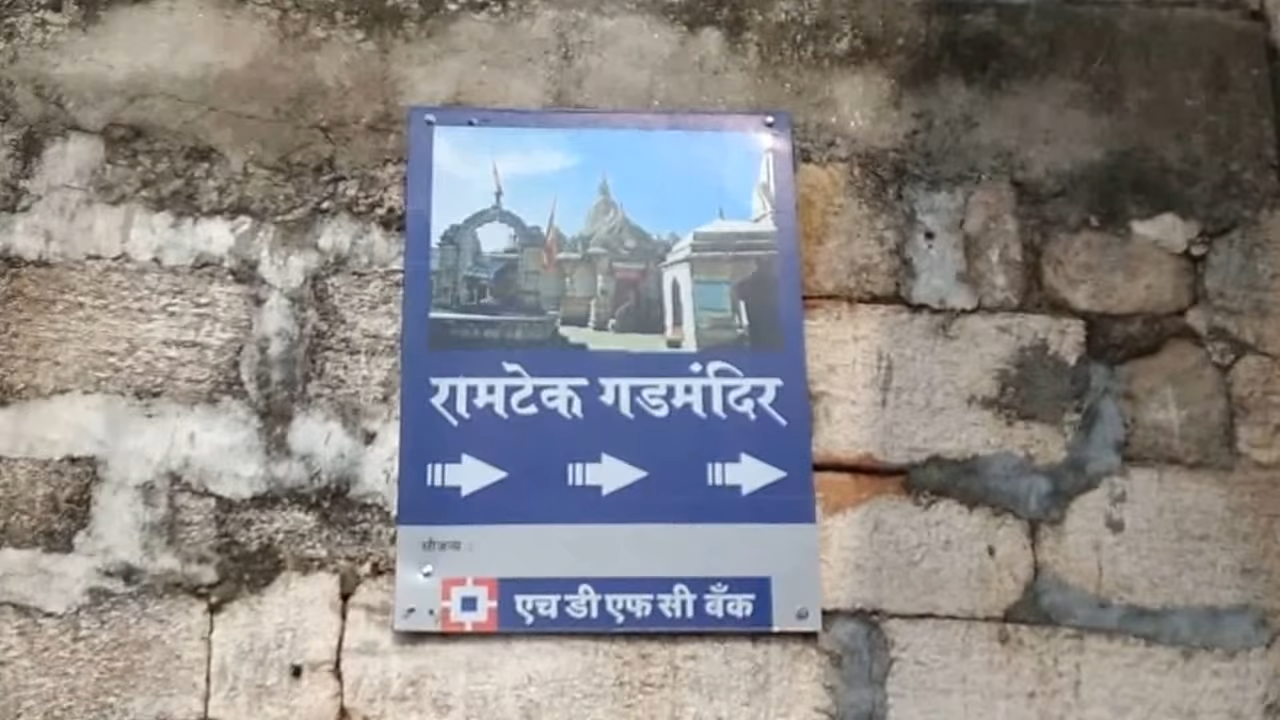 रामटेक गडमंदिर
सौजन्य :
एच डी एफ सी बँक